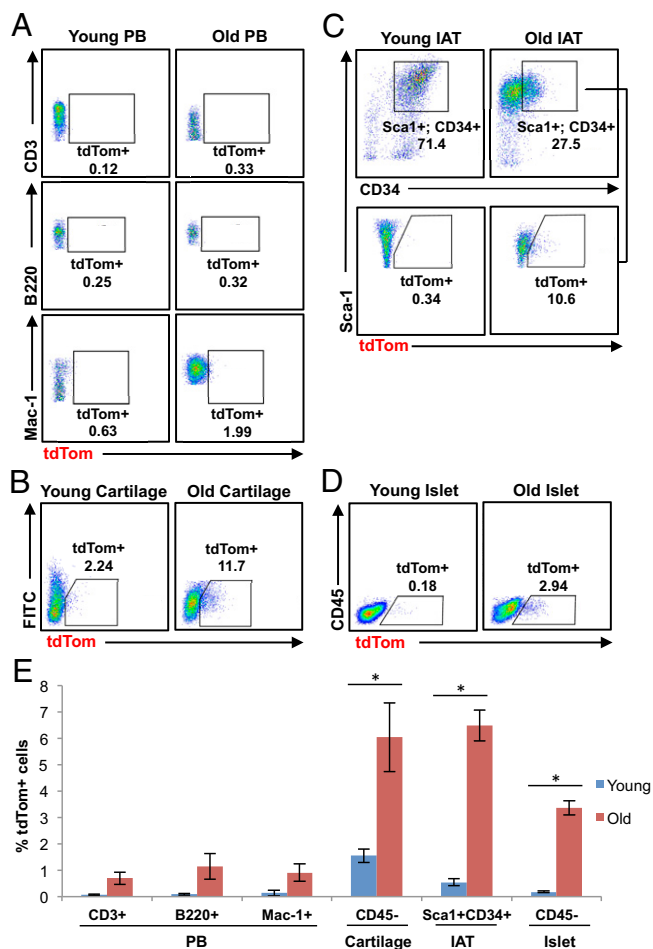 A
Young PB Old PB
CD3
tdTom+
0.12
tdTom+
0.33
B220
tdTom+
0.25
tdTom+
0.32
Mac-1
tdTom+
0.63
tdTom+
1.99
tdTom
C
Young IAT Old IAT
Sca-1
Sca1+; CD34+
71.4
Sca1+; CD34+
27.5
CD34
Sca-1
tdTom+
0.34
tdTom+
10.6
tdTom
B
Young Cartilage Old Cartilage
FITC
tdTom+
2.24
tdTom+
11.7
tdTom
D
Young Islet Old Islet
CD45
tdTom+
0.18
tdTom+
2.94
tdTom
E
% tdTom+ cells
8
7
6
5
4
3
2
1
0
* * *
Young
Old
CD3+ B220+ Mac-1+ CD45- Sca1+CD34+ CD45-
PB Cartilage IAT Islet